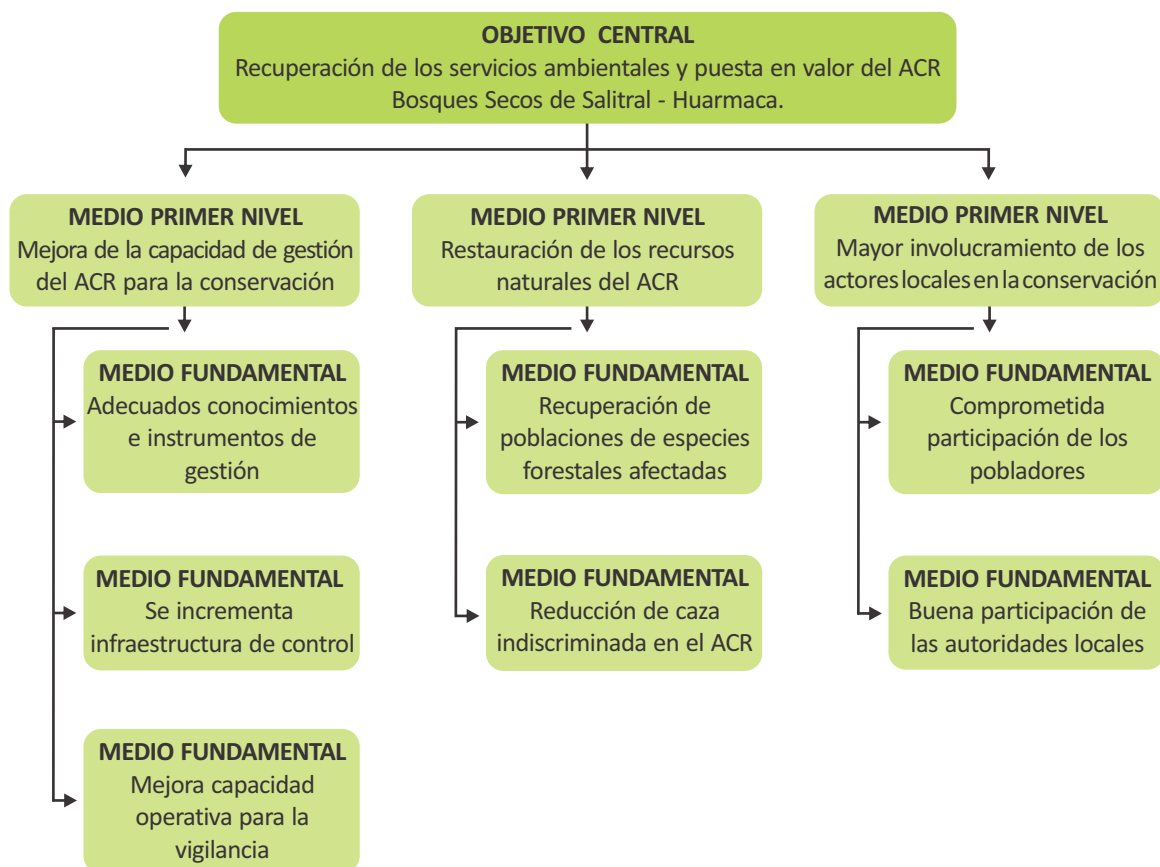 OBJETIVO CENTRAL
Recuperación de los servicios ambientales y puesta en valor del ACR
Bosques Secos de Salitral - Huarmaca.
MEDIO PRIMER NIVEL
Mejora de la capacidad de gestión
del ACR para la conservación
MEDIO FUNDAMENTAL
Adecuados conocimientos
e instrumentos de
gestión
MEDIO FUNDAMENTAL
Se incrementa
infraestructura de control
MEDIO FUNDAMENTAL
Mejora capacidad
operativa para la
vigilancia
MEDIO PRIMER NIVEL
Restauración de los recursos
naturales del ACR
MEDIO FUNDAMENTAL
Recuperación de
poblaciones de especies
forestales afectadas
MEDIO FUNDAMENTAL
Reducción de caza
indiscriminada en el ACR
MEDIO PRIMER NIVEL
Mayor involucramiento de los
actores locales en la conservación
MEDIO FUNDAMENTAL
Comprometida
participación de los
pobladores
MEDIO FUNDAMENTAL
Buena participación de
las autoridades locales